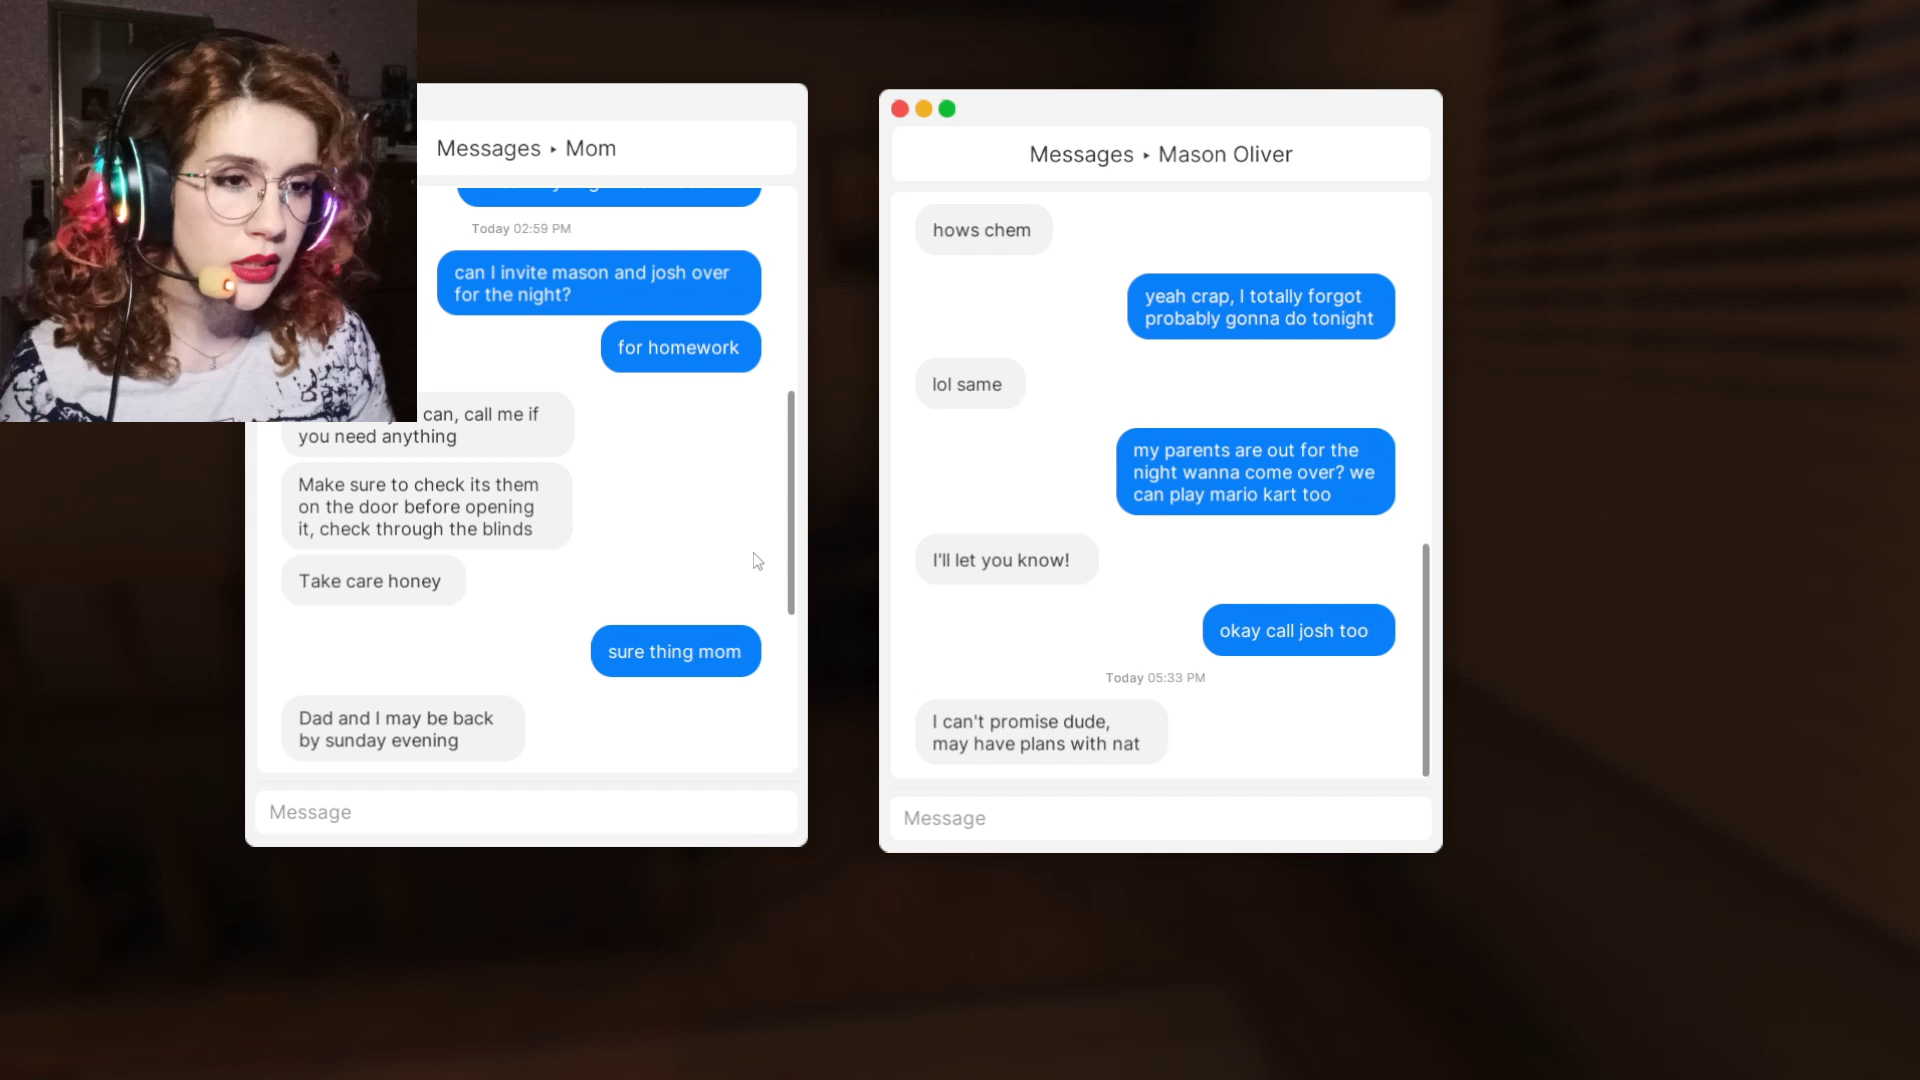 Messages ‣ Mom
Today 02:59 PM
can I invite mason and josh over
for the night?
for homework
can, call me if
you need anything
Make sure to check its them
on the door before opening
it, check through the blinds
Take care honey
sure thing mom
Dad and I may be back
by sunday evening
Message
Messages ‣ Mason Oliver
hows chem
yeah crap, I totally forgot
probably gonna do tonight
lol same
my parents are out for the
night wanna come over? we
can play mario kart too
I'll let you know!
okay call josh too
Today 05:33 PM
I can't promise dude,
may have plans with nat
Message